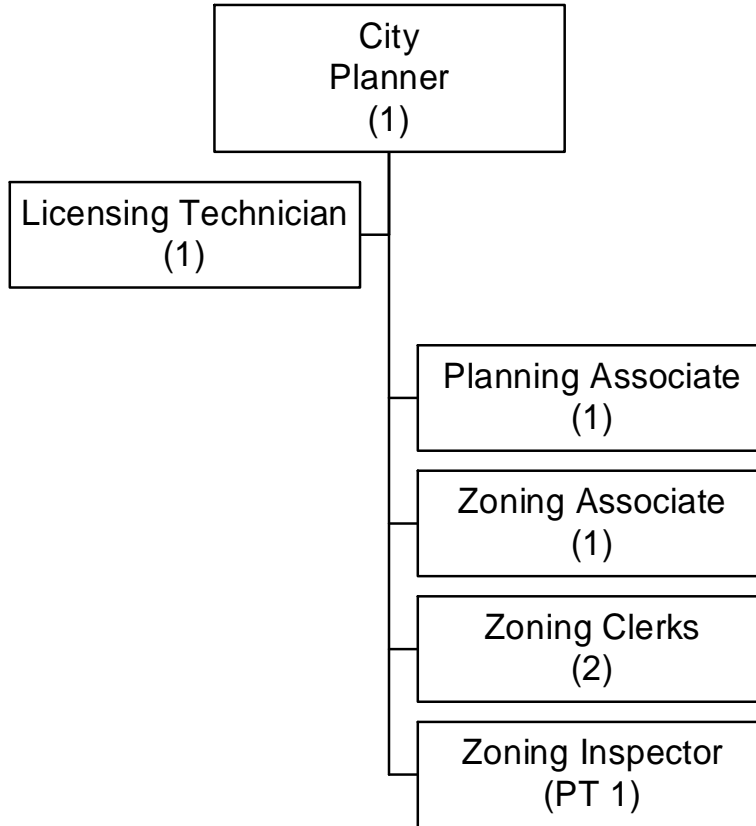 City
Planner
(1)
Licensing Technician
(1)
Planning Associate
(1)
Zoning Associate
(1)
Zoning Clerks
(2)
Zoning Inspector
(PT 1)